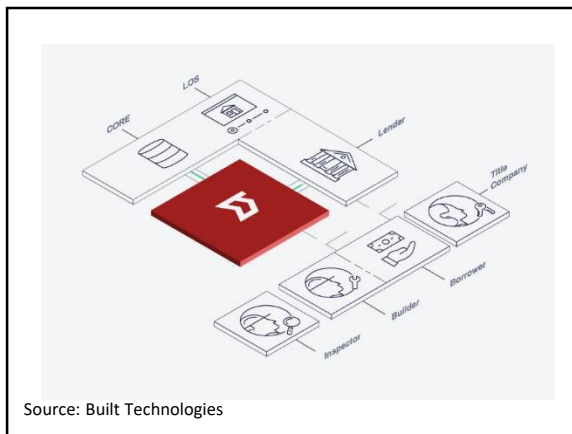 LOS
CORE
Lender
Title
Company
Borrower
Builder
Inspector
Source: Built Technologies